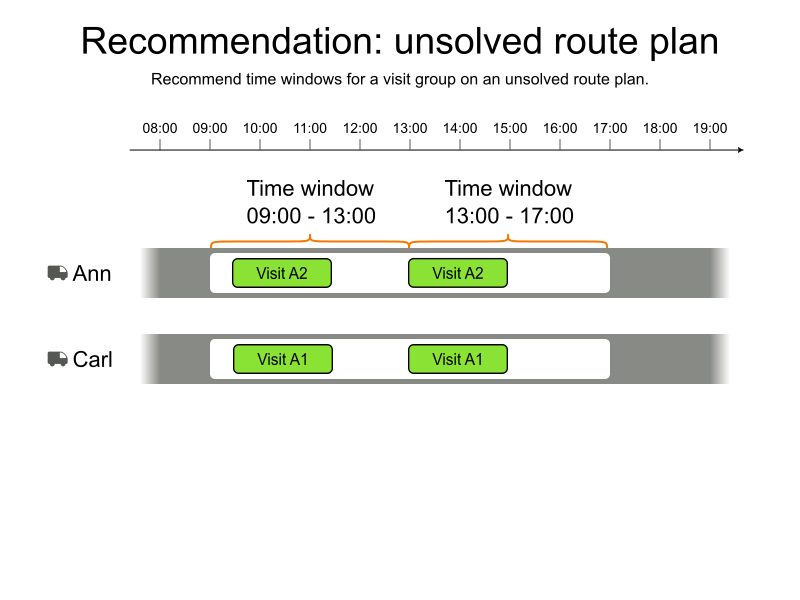 Recommendation: unsolved route plan
Recommend time windows for a visit group on an unsolved route plan.
08:00 09:00 10:00 11:00 12:00 13:00 14:00 15:00 16:00 17:00 18:00 19:00
Time window Time window
09:00 - 13:00 13:00 - 17:00
Ann Visit A2 Visit A2
Carl Visit A1 Visit A1